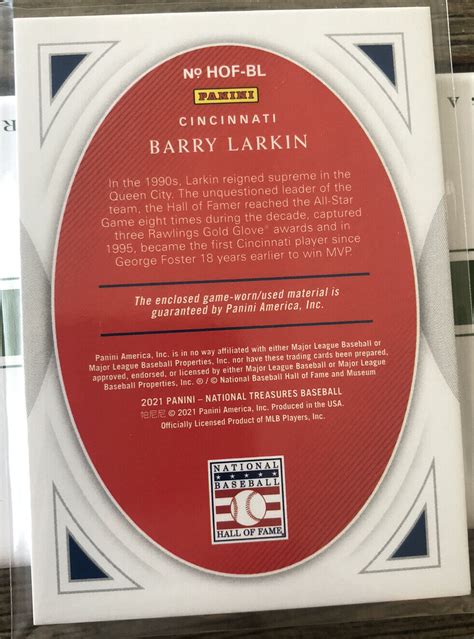 Nº HOF-BL
PANINI
CINCINNATI
BARRY LARKIN
In the 1990s, Larkin reigned supreme in the
Queen City. The unquestioned leader of the
team, the Hall of Famer reached the All-Star
Game eight times during the decade, captured
three Rawlings Gold Glove® awards and in
1995, became the first Cincinnati player since
George Foster 18 years earlier to win MVP.
The enclosed game-worn/used material is
guaranteed by Panini America, Inc.
Panini America, Inc. is in no way affiliated with either Major League Baseball or
Major League Baseball Properties, Inc. nor have these trading cards been prepared,
approved, endorsed, or licensed by either Major League Baseball or Major League
Baseball Properties, Inc. ® / © National Baseball Hall of Fame and Museum
2021 PANINI – NATIONAL TREASURES BASEBALL
帕尼尼 © 2021 Panini America, Inc. Produced in the USA.
Officially Licensed Product of MLB Players, Inc.
NATIONAL
BASEBALL
HALL OF FAME